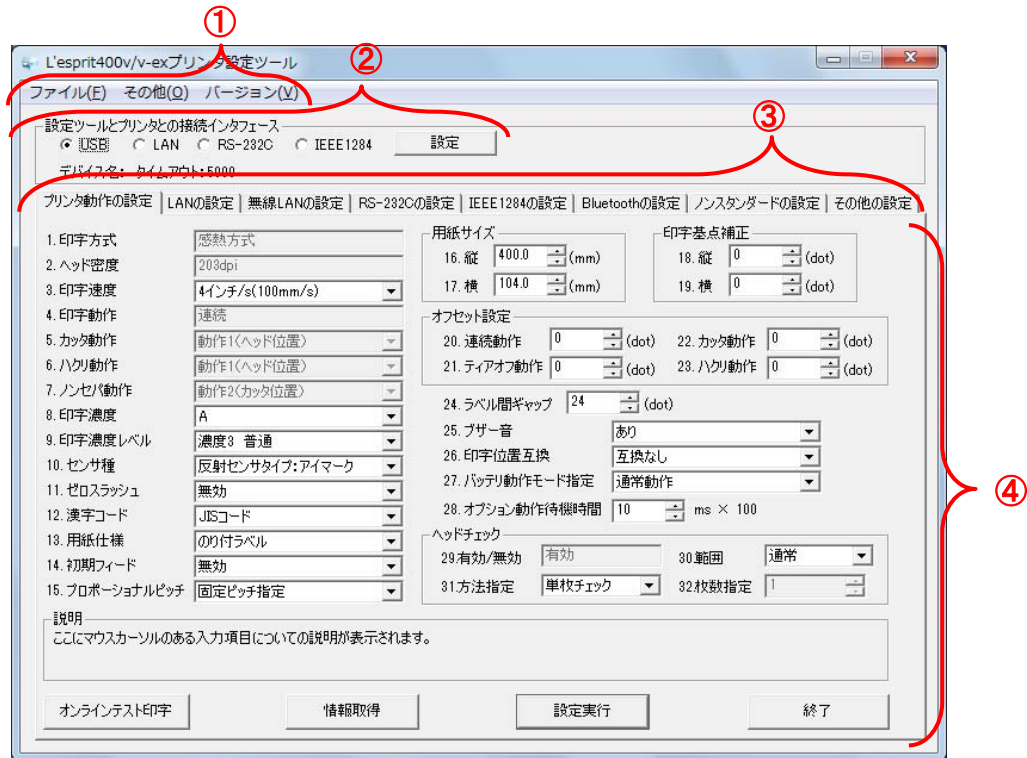 ①
L'esprit400v/v-exプリンタ設定ツール
②
ファイル(F) その他(O) バージョン(V)
③
設定ツールとプリンタとの接続インタフェース
USB LAN RS-232C IEEE1284 設定
デバイス名: タイムアウト:5000
プリンタ動作の設定 LANの設定 無線LANの設定 RS-232Cの設定 IEEE1284の設定 Bluetoothの設定 ノンスタンダードの設定 その他の設定
1.印字方式 感熱方式
2.ヘッド密度 203dpi
3.印字速度 4インチ/s(100mm/s)
4.印字動作 連続
5.カッタ動作 動作1(ヘッド位置)
6.ハクリ動作 動作1(ヘッド位置)
7.ノンセパ動作 動作2(カッタ位置)
8.印字濃度 A
9.印字濃度レベル 濃度3 普通
10.センサ種 反射センサタイプ:アイマーク
11.ゼロスラッシュ 無効
12.漢字コード JISコード
13.用紙仕様 のり付ラベル
14.初期フィード 無効
15.プロポーショナルピッチ 固定ピッチ指定
用紙サイズ
16.縦 400.0 (mm)
17.横 104.0 (mm)
印字基点補正
18.縦 0 (dot)
19.横 0 (dot)
オフセット設定
20.連続動作 0 (dot) 22.カッタ動作 0 (dot)
21.ティアオフ動作 0 (dot) 23.ハクリ動作 0 (dot)
24.ラベル間ギャップ 24 (dot)
25.ブザー音 あり
26.印字位置互換 互換なし
27.バッテリ動作モード指定 通常動作
28.オプション動作待機時間 10 ms × 100
ヘッドチェック
29.有効/無効 有効 30.範囲 通常
31.方法指定 単枚チェック 32.枚数指定 1
④
説明
ここにマウスカーソルのある入力項目についての説明が表示されます。
オンラインテスト印字 情報取得 設定実行 終了